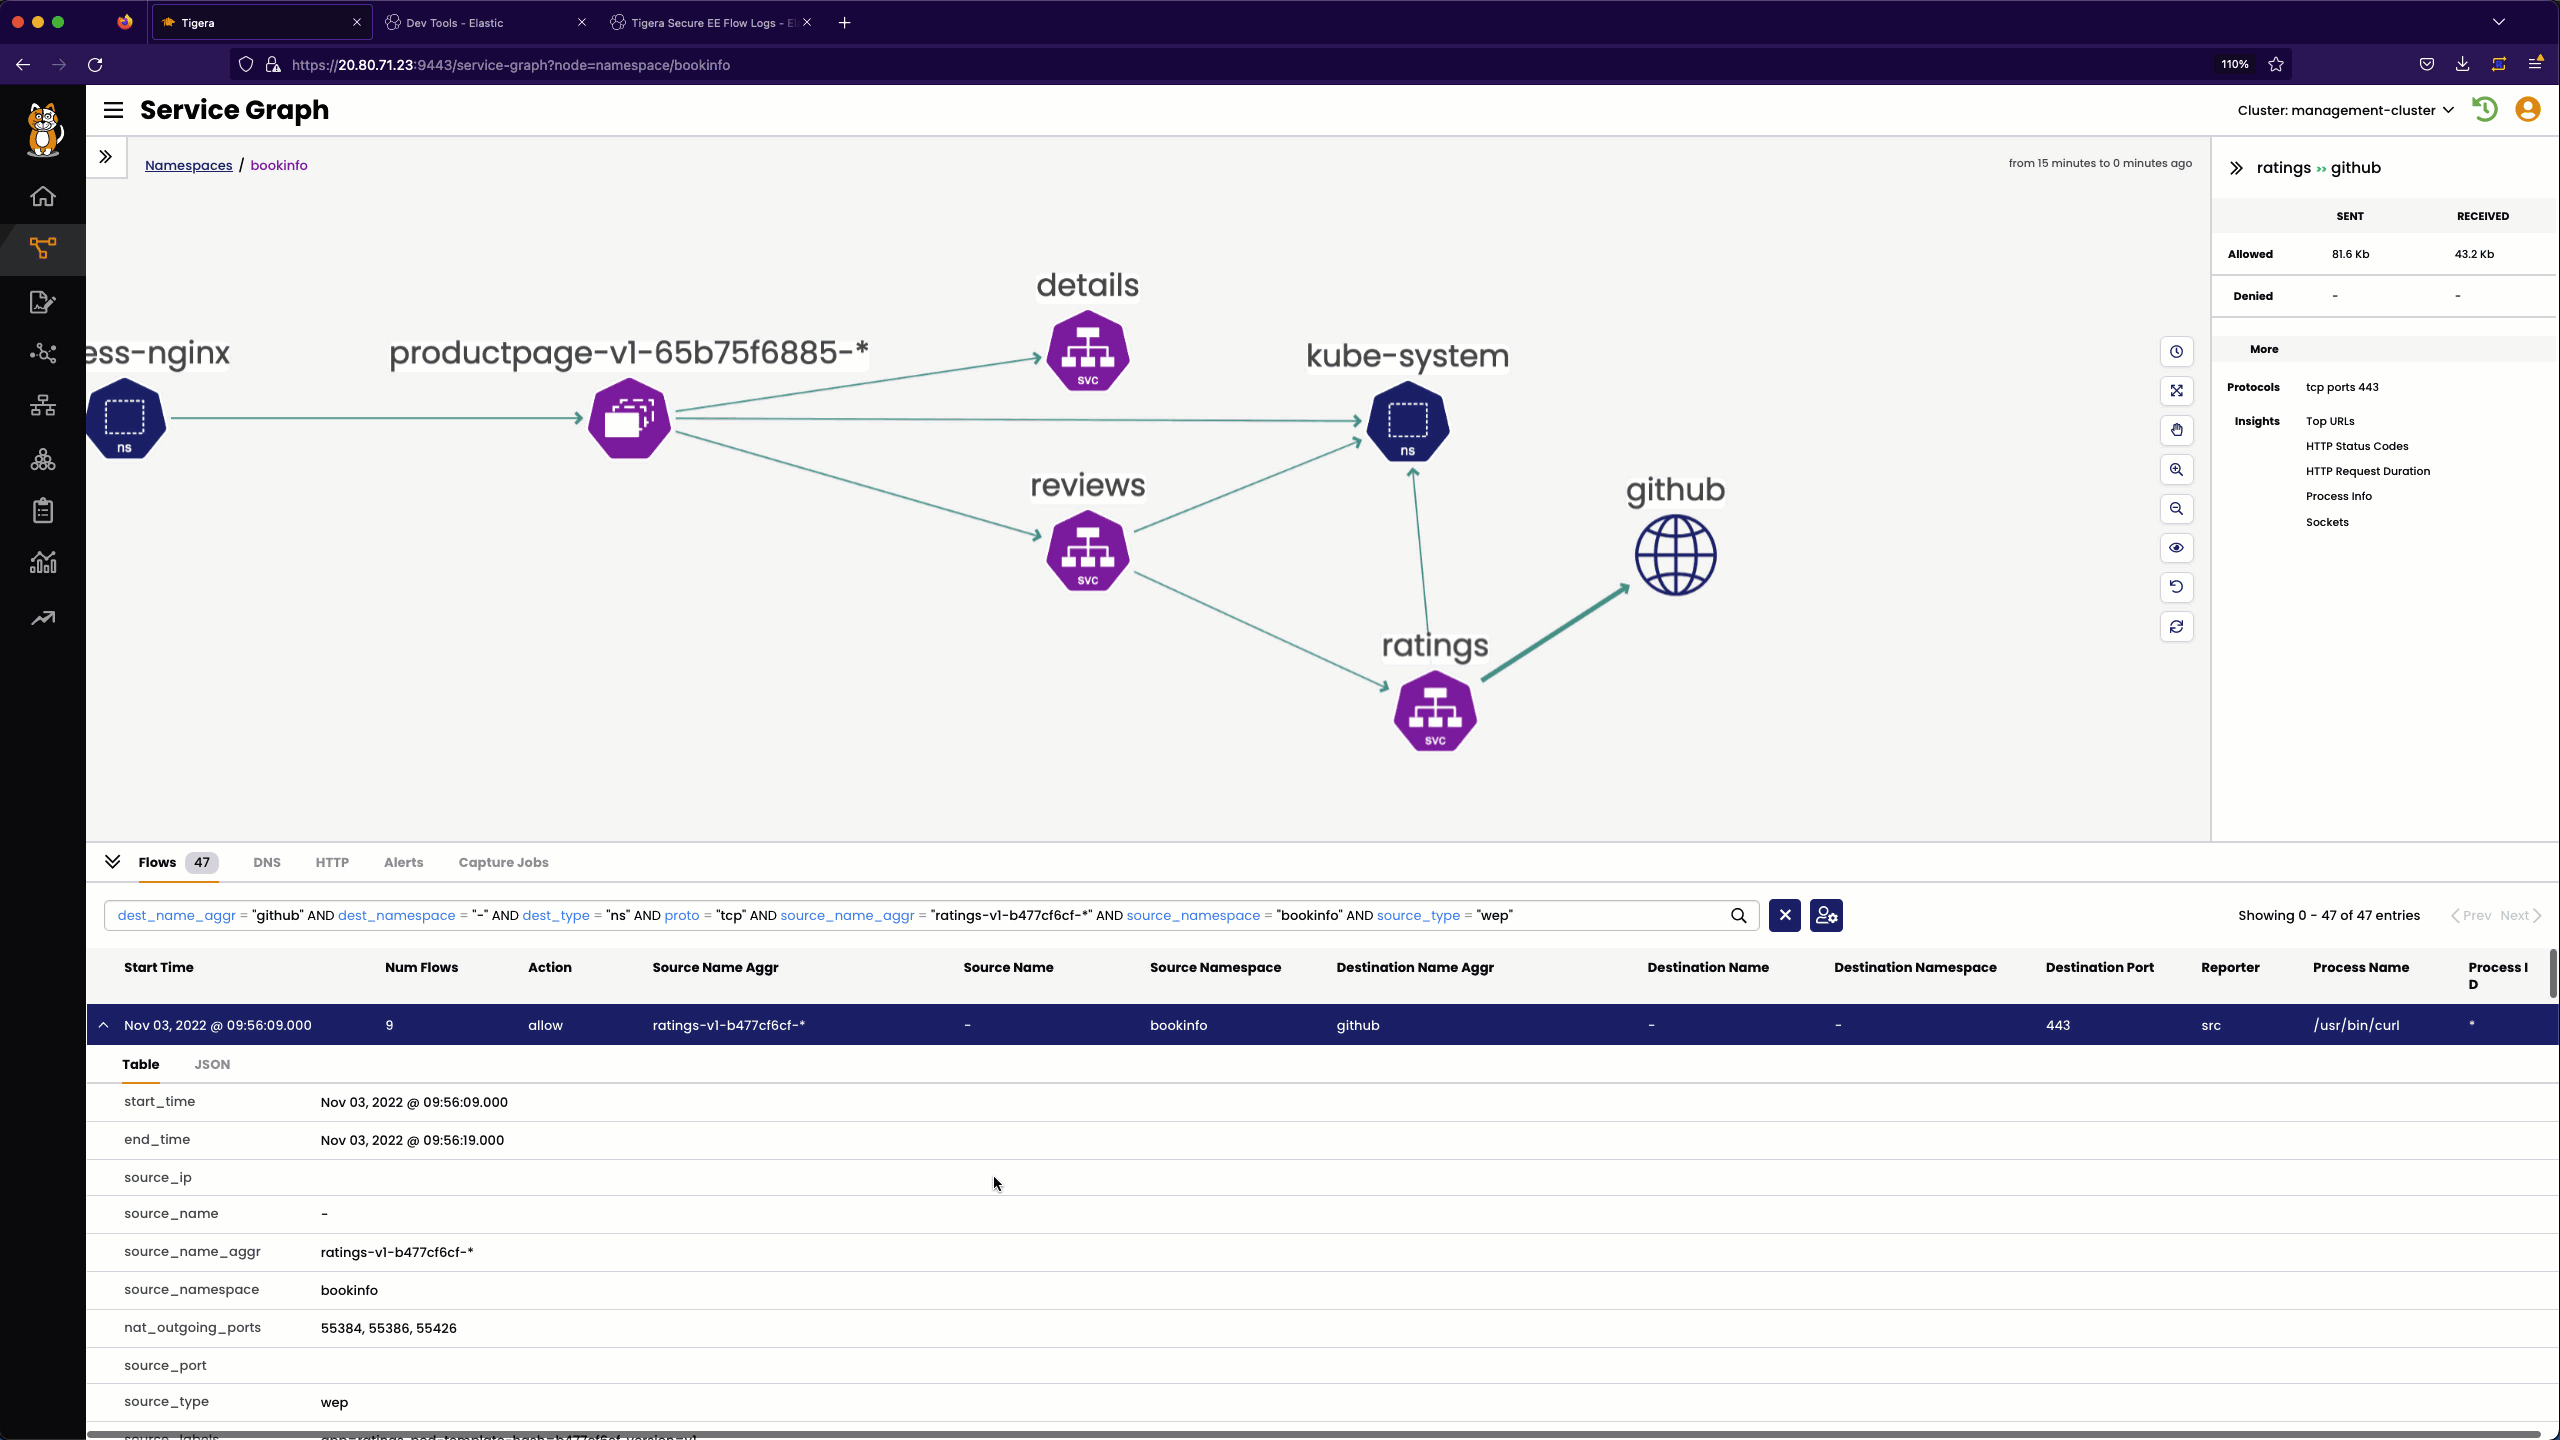 Tigera
Dev Tools - Elastic
Tigera Secure EE Flow Logs - E
https://20.80.71.23:9443/service-graph?node=namespace/bookinfo
110%
Service Graph
Cluster: management-cluster
Namespaces / bookinfo
from 15 minutes to 0 minutes ago
ratings ›› github
SENT RECEIVED
Allowed 81.6 Kb 43.2 Kb
Denied - -
More
Protocols tcp ports 443
Insights Top URLs
HTTP Status Codes
HTTP Request Duration
Process Info
Sockets
details
svc
ess-nginx
ns
productpage-v1-65b75f6885-*
kube-system
ns
reviews
svc
github
ratings
svc
Flows 47 DNS HTTP Alerts Capture Jobs
dest_name_aggr = "github" AND dest_namespace = "-" AND dest_type = "ns" AND proto = "tcp" AND source_name_aggr = "ratings-v1-b477cf6cf-*" AND source_namespace = "bookinfo" AND source_type = "wep"
Showing 0 - 47 of 47 entries Prev Next
Start Time Num Flows Action Source Name Aggr Source Name Source Namespace Destination Name Aggr Destination Name Destination Namespace Destination Port Reporter Process Name Process I
D
Nov 03, 2022 @ 09:56:09.000 9 allow ratings-v1-b477cf6cf-* - bookinfo github - - 443 src /usr/bin/curl *
Table JSON
start_time Nov 03, 2022 @ 09:56:09.000
end_time Nov 03, 2022 @ 09:56:19.000
source_ip
source_name -
source_name_aggr ratings-v1-b477cf6cf-*
source_namespace bookinfo
nat_outgoing_ports 55384, 55386, 55426
source_port
source_type wep